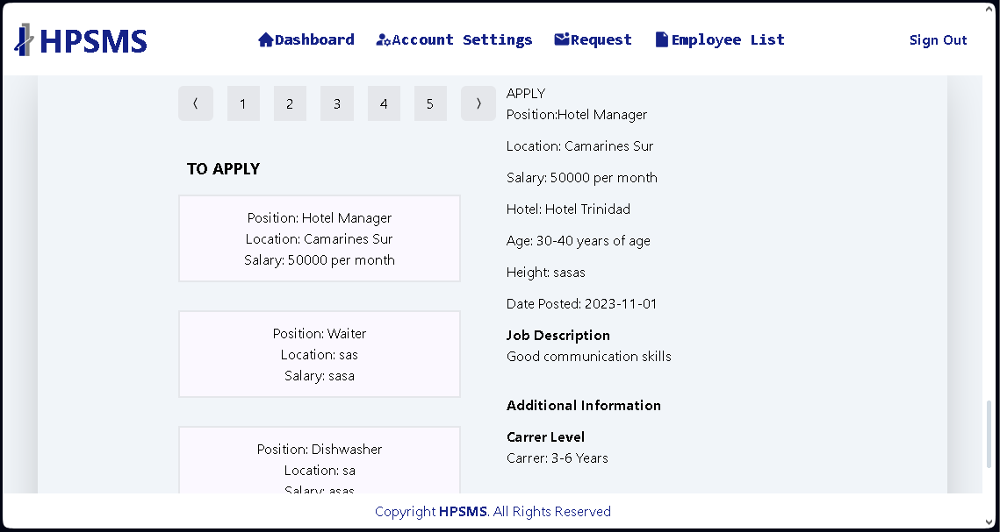 HPSMS
Dashboard Account Settings Request Employee List Sign Out
〈 1 2 3 4 5 〉
TO APPLY
Position: Hotel Manager
Location: Camarines Sur
Salary: 50000 per month
Position: Waiter
Location: sas
Salary: sasa
Position: Dishwasher
Location: sa
Salary: asas
APPLY
Position:Hotel Manager
Location: Camarines Sur
Salary: 50000 per month
Hotel: Hotel Trinidad
Age: 30-40 years of age
Height: sasas
Date Posted: 2023-11-01
Job Description
Good communication skills
Additional Information
Carrer Level
Carrer: 3-6 Years
Copyright HPSMS. All Rights Reserved